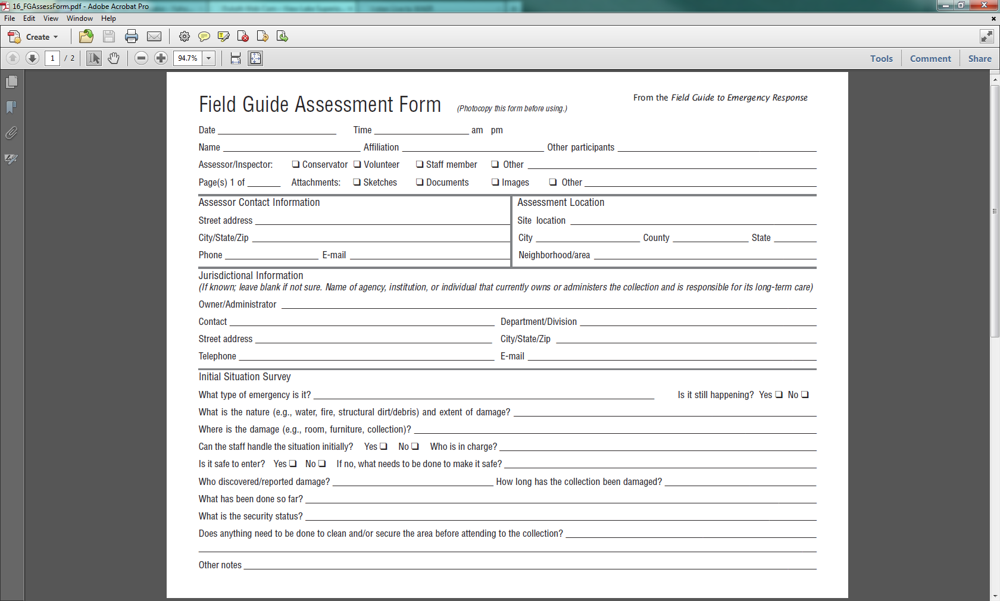 16_FGAssessForm.pdf - Adobe Acrobat Pro
File Edit View Window Help
Create
1 / 2 94.7% Tools Comment Share
Field Guide Assessment Form (Photocopy this form before using.) From the Field Guide to Emergency Response
Date Time am pm
Name Affiliation Other participants
Assessor/Inspector: Conservator Volunteer Staff member Other
Page(s) 1 of Attachments: Sketches Documents Images Other
Assessor Contact Information
Street address
City/State/Zip
Phone E-mail
Assessment Location
Site location
City County State
Neighborhood/area
Jurisdictional Information
(If known; leave blank if not sure. Name of agency, institution, or individual that currently owns or administers the collection and is responsible for its long-term care)
Owner/Administrator
Contact Department/Division
Street address City/State/Zip
Telephone E-mail
Initial Situation Survey
What type of emergency is it? Is it still happening? Yes No
What is the nature (e.g., water, fire, structural dirt/debris) and extent of damage?
Where is the damage (e.g., room, furniture, collection)?
Can the staff handle the situation initially? Yes No Who is in charge?
Is it safe to enter? Yes No If no, what needs to be done to make it safe?
Who discovered/reported damage? How long has the collection been damaged?
What has been done so far?
What is the security status?
Does anything need to be done to clean and/or secure the area before attending to the collection?
Other notes